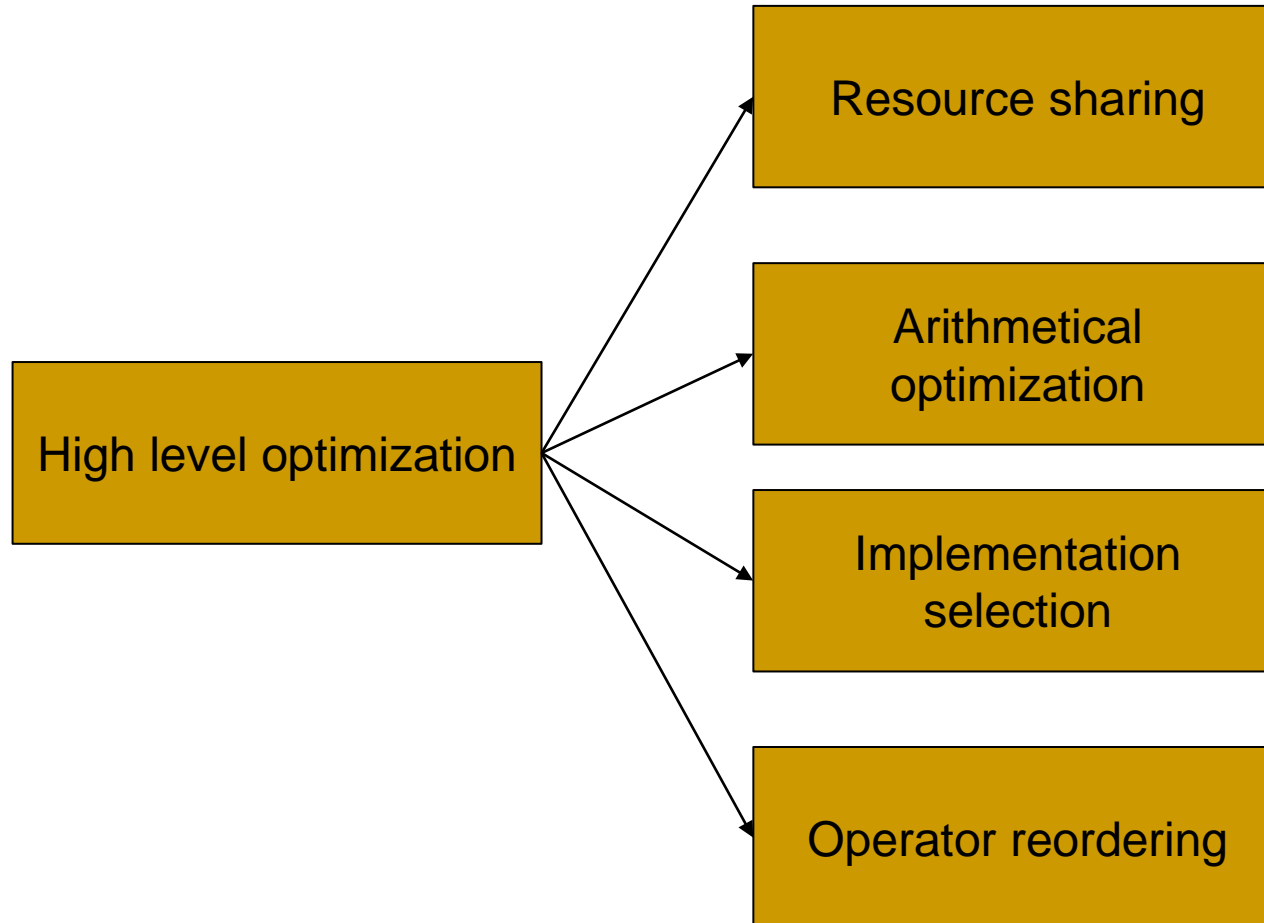 Resource sharing
Arithmetical
optimization
High level optimization
Implementation
selection
Operator reordering